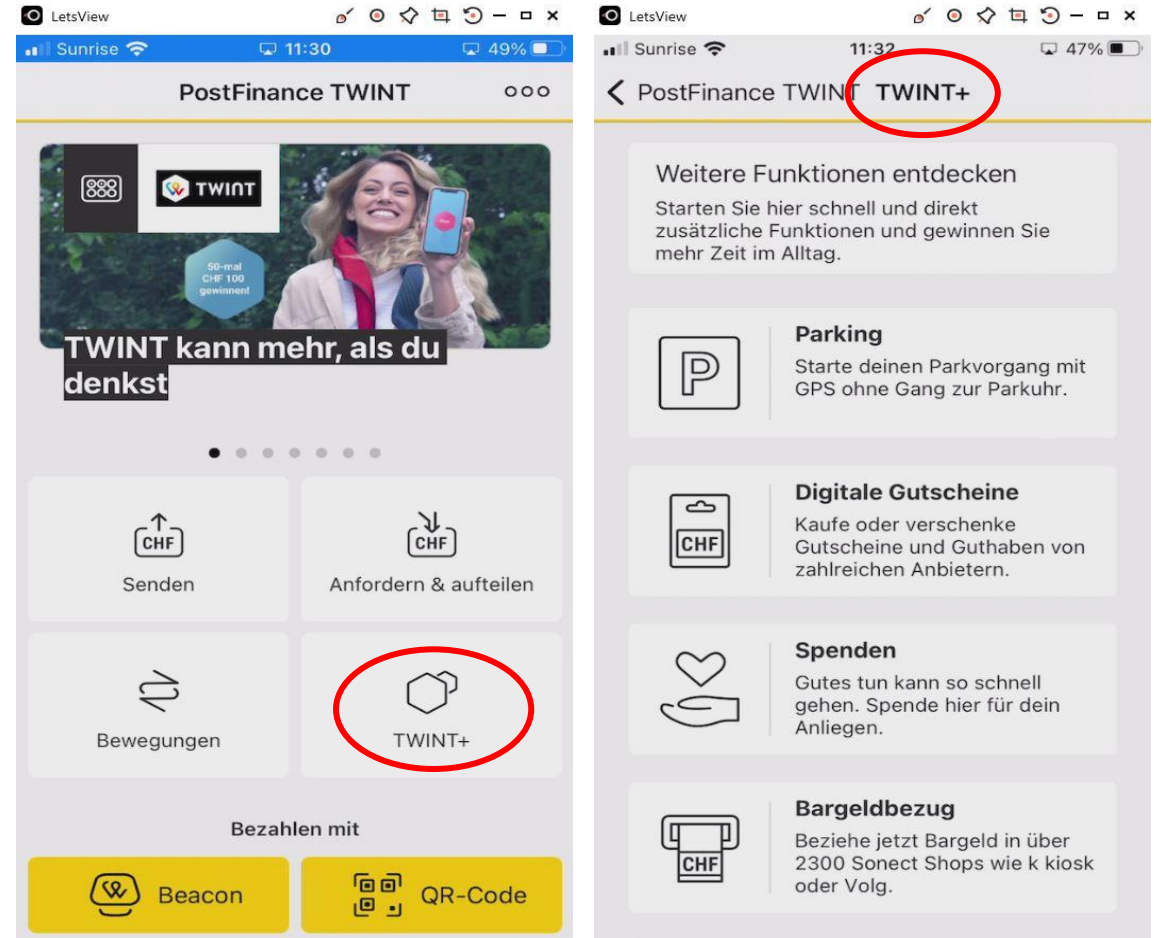 LetsView
Sunrise 11:30 49%
PostFinance TWINT
TWINT
50-mal
CHF 100
gewinnen!
TWINT kann mehr, als du
denkst
CHF
Senden
CHF
Anfordern & aufteilen
Bewegungen
TWINT+
Bezahlen mit
Beacon
QR-Code
LetsView
Sunrise 11:32 47%
PostFinance TWINT TWINT+
Weitere Funktionen entdecken
Starten Sie hier schnell und direkt
zusätzliche Funktionen und gewinnen Sie
mehr Zeit im Alltag.
P
Parking
Starte deinen Parkvorgang mit
GPS ohne Gang zur Parkuhr.
CHF
Digitale Gutscheine
Kaufe oder verschenke
Gutscheine und Guthaben von
zahlreichen Anbietern.
Spenden
Gutes tun kann so schnell
gehen. Spende hier für dein
Anliegen.
CHF
Bargeldbezug
Beziehe jetzt Bargeld in über
2300 Sonect Shops wie k kiosk
oder Volg.